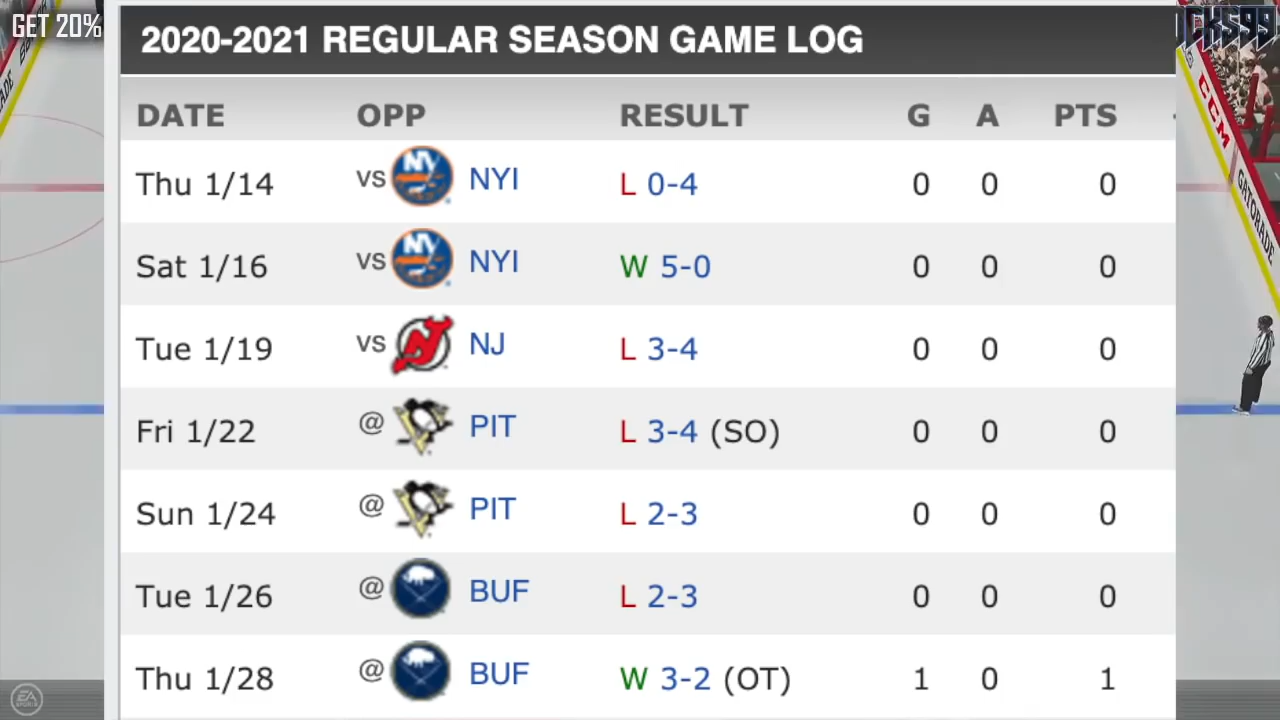 GET 20%
2020-2021 REGULAR SEASON GAME LOG
DATE OPP RESULT G A PTS
Thu 1/14 vs NY NYI L 0-4 0 0 0
Sat 1/16 vs NY NYI W 5-0 0 0 0
Tue 1/19 vs NJ L 3-4 0 0 0
Fri 1/22 @ PIT L 3-4 (SO) 0 0 0
Sun 1/24 @ PIT L 2-3 0 0 0
Tue 1/26 @ BUF L 2-3 0 0 0
Thu 1/28 @ BUF W 3-2 (OT) 1 0 1
CCM
GATORADE
EA
SPORTS